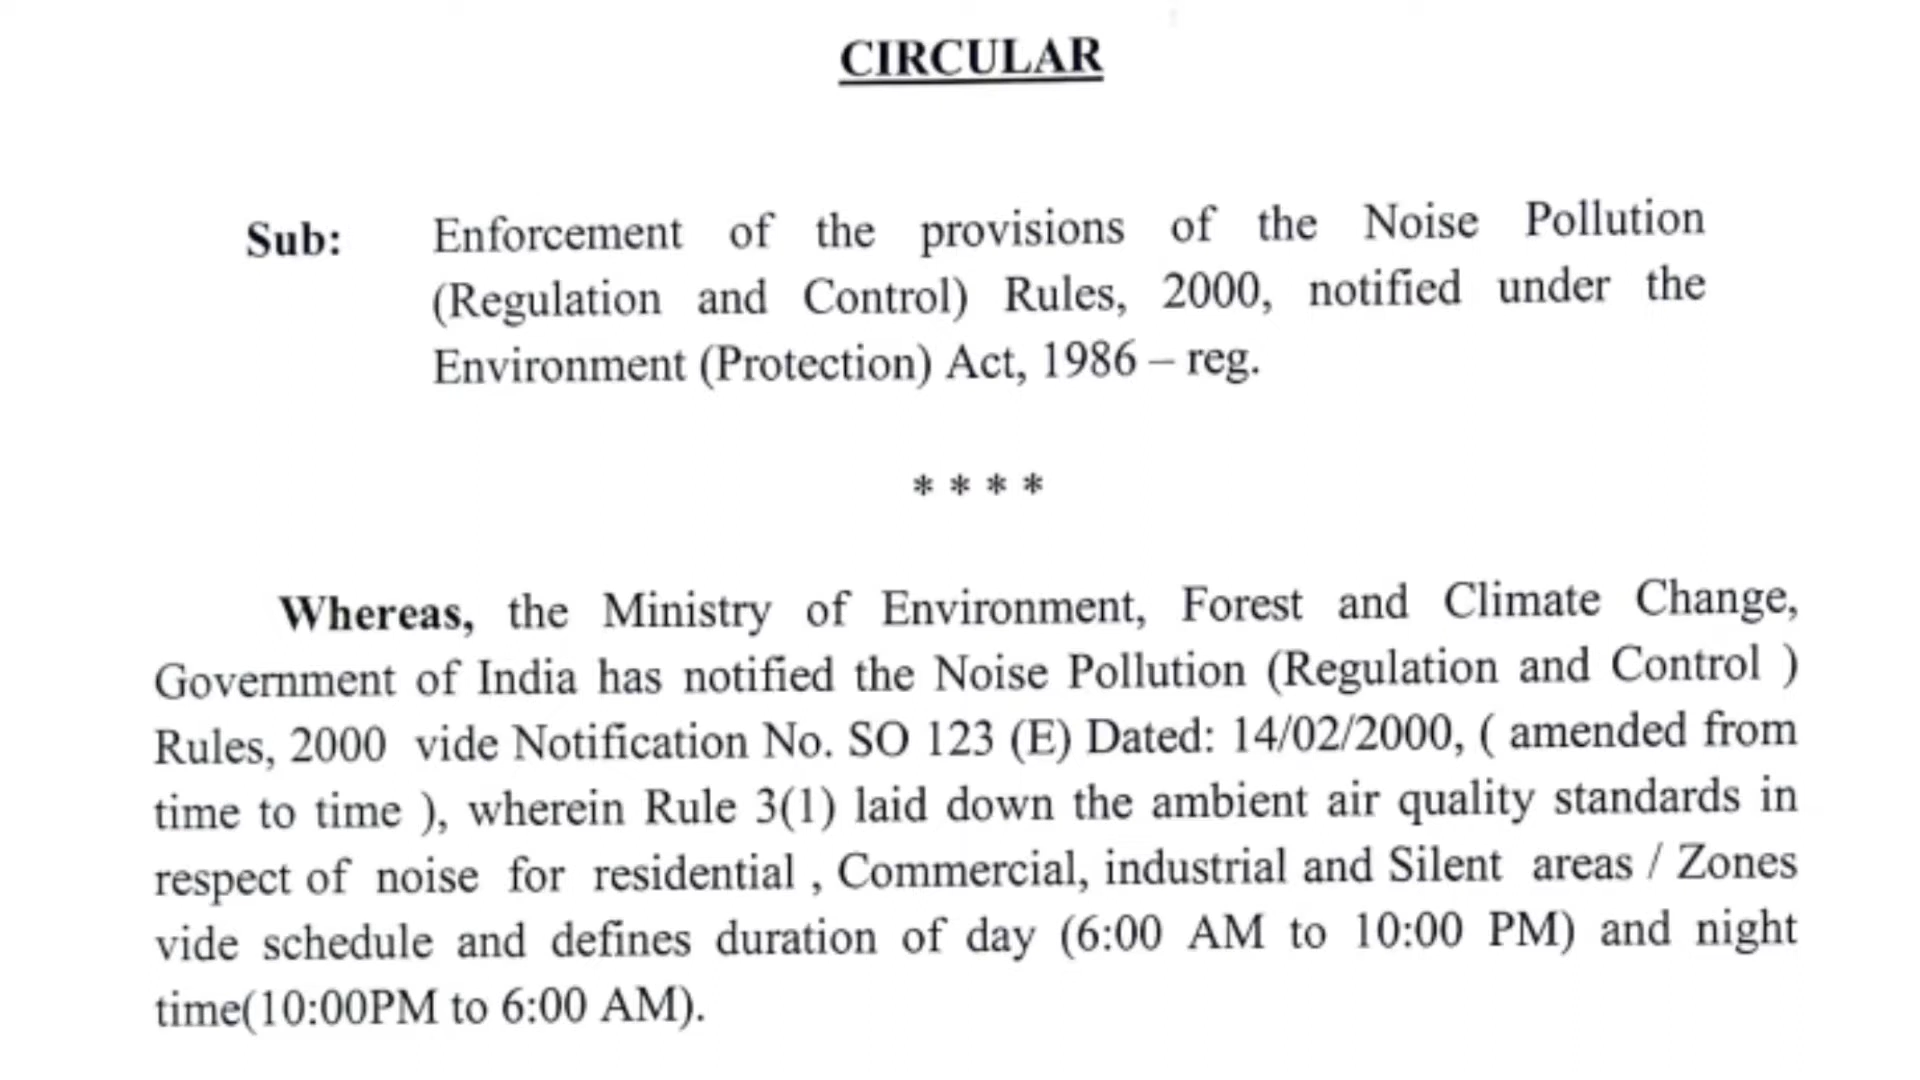 CIRCULAR
Sub: Enforcement of the provisions of the Noise Pollution
(Regulation and Control) Rules, 2000, notified under the
Environment (Protection) Act, 1986 – reg.
* * * *
Whereas, the Ministry of Environment, Forest and Climate Change,
Government of India has notified the Noise Pollution (Regulation and Control )
Rules, 2000 vide Notification No. SO 123 (E) Dated: 14/02/2000, ( amended from
time to time ), wherein Rule 3(1) laid down the ambient air quality standards in
respect of noise for residential , Commercial, industrial and Silent areas / Zones
vide schedule and defines duration of day (6:00 AM to 10:00 PM) and night
time(10:00PM to 6:00 AM).